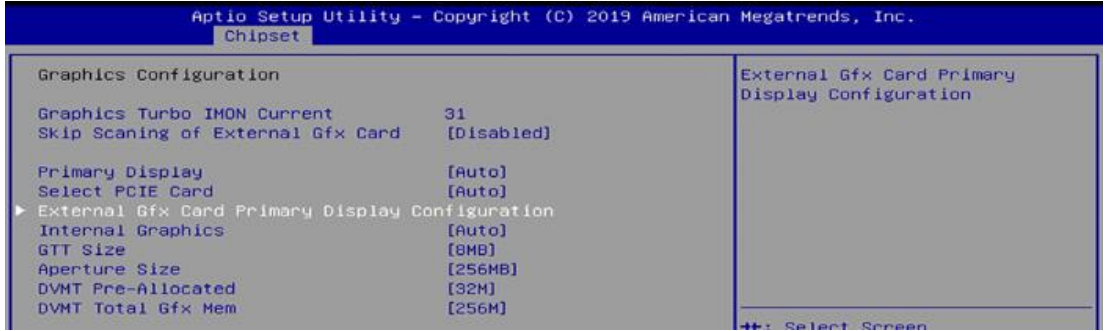 Aptio Setup Utility – Copyright (C) 2019 American Megatrends, Inc.
Chipset
Graphics Configuration
Graphics Turbo IMON Current 31
Skip Scaning of External Gfx Card [Disabled]
Primary Display [Auto]
Select PCIE Card [Auto]
External Gfx Card Primary Display Configuration
Internal Graphics [Auto]
GTT Size [8MB]
Aperture Size [256MB]
DVMT Pre-Allocated [32M]
DVMT Total Gfx Mem [256M]
External Gfx Card Primary
Display Configuration
: Select Screen